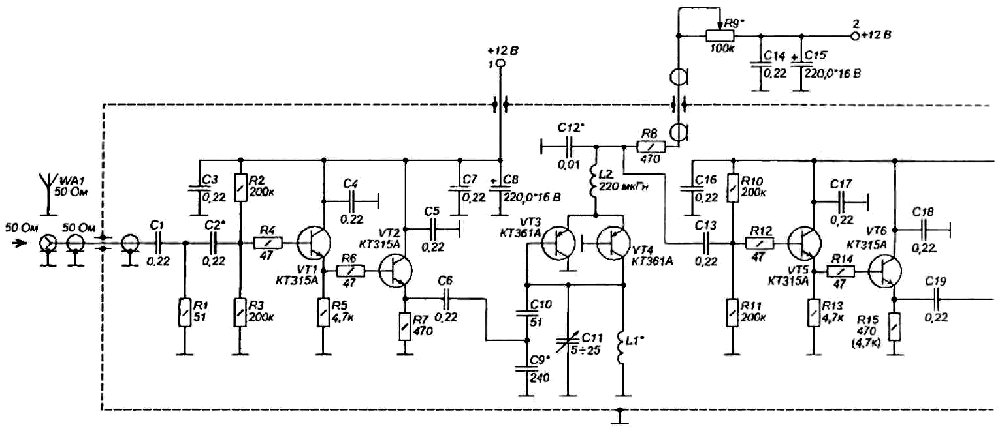 R9*
100к
2
+12 В
C14
0,22
+
C15
220,0*16 В
+12 В
1
C12*
0,01
R8
470
WA1
50 Ом
50 Ом
50 Ом
C3
0,22
R2
200к
C4
0,22
C7
0,22
+
C8
220,0*16 В
L2
220 мкГн
C16
0,22
R10
200к
C17
0,22
C1
0,22
C2*
0,22
R4
47
VT1
КТ315А
R6
47
VT2
КТ315А
C5
0,22
VT3
КТ361А
VT4
КТ361А
C13
0,22
R12
47
VT5
КТ315А
R14
47
VT6
КТ315А
C18
0,22
R1
51
R3
200к
R5
4,7к
R7
470
C6
0,22
C10
51
C9*
240
C11
5÷25
L1*
R11
200к
R13
4,7к
R15
470
(4,7к)
C19
0,22